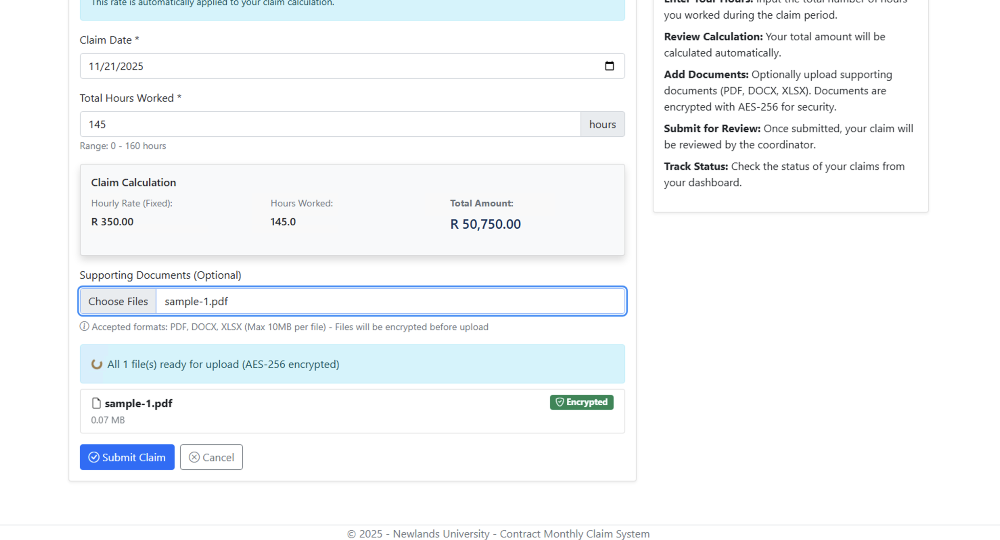 This rate is automatically applied to your claim calculation.
Claim Date *
11/21/2025
Total Hours Worked *
145
hours
Range: 0 - 160 hours
Claim Calculation
Hourly Rate (Fixed):
R 350.00
Hours Worked:
145.0
Total Amount:
R 50,750.00
Supporting Documents (Optional)
Choose Files sample-1.pdf
Accepted formats: PDF, DOCX, XLSX (Max 10MB per file) - Files will be encrypted before upload
All 1 file(s) ready for upload (AES-256 encrypted)
sample-1.pdf
Encrypted
0.07 MB
Submit Claim
Cancel
Enter Your Hours: Input the total number of hours
you worked during the claim period.
Review Calculation: Your total amount will be
calculated automatically.
Add Documents: Optionally upload supporting
documents (PDF, DOCX, XLSX). Documents are
encrypted with AES-256 for security.
Submit for Review: Once submitted, your claim will
be reviewed by the coordinator.
Track Status: Check the status of your claims from
your dashboard.
© 2025 - Newlands University - Contract Monthly Claim System